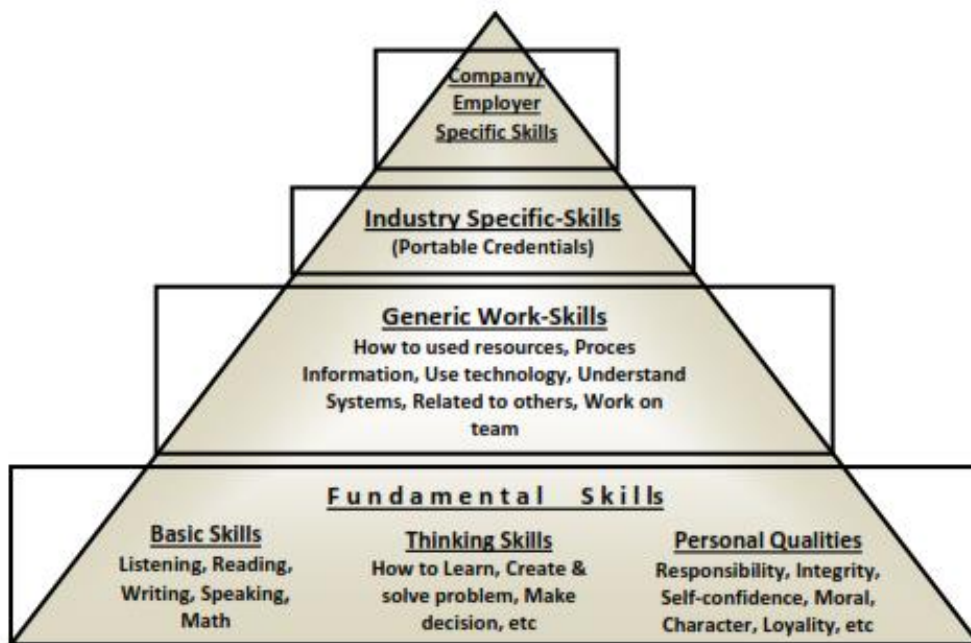 Company/
Employer
Specific Skills
Industry Specific-Skills
(Portable Credentials)
Generic Work-Skills
How to used resources, Proces
Information, Use technology, Understand
Systems, Related to others, Work on
team
Fundamental Skills
Basic Skills
Listening, Reading,
Writing, Speaking,
Math
Thinking Skills
How to Learn, Create &
solve problem, Make
decision, etc
Personal Qualities
Responsibility, Integrity,
Self-confidence, Moral,
Character, Loyality, etc